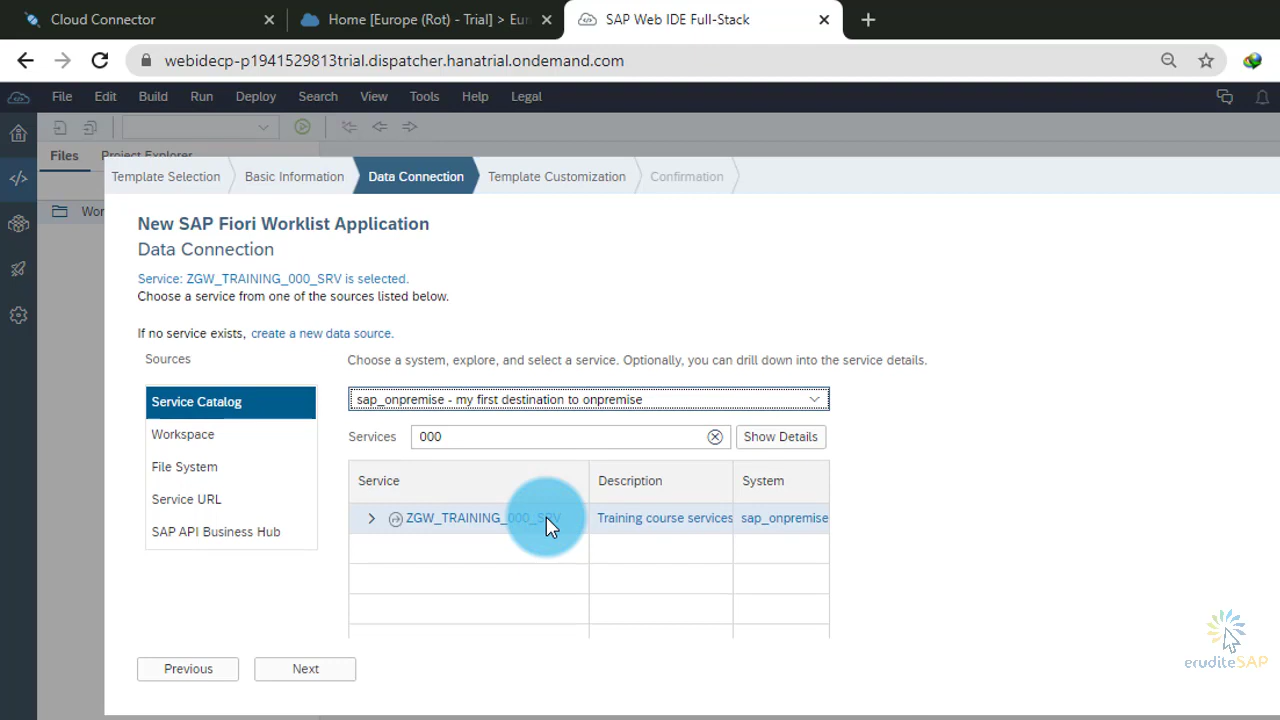 Cloud Connector
Home [Europe (Rot) - Trial] > Eur
SAP Web IDE Full-Stack
webidecp-p1941529813trial.dispatcher.hanatrial.ondemand.com
File Edit Build Run Deploy Search View Tools Help Legal
Files Project Explorer
Wor
Template Selection Basic Information Data Connection Template Customization Confirmation
New SAP Fiori Worklist Application
Data Connection
Service: ZGW_TRAINING_000_SRV is selected.
Choose a service from one of the sources listed below.
If no service exists, create a new data source.
Sources
Choose a system, explore, and select a service. Optionally, you can drill down into the service details.
Service Catalog
Workspace
File System
Service URL
SAP API Business Hub
sap_onpremise - my first destination to onpremise
Services 000 Show Details
Service Description System
ZGW_TRAINING_000_SRV Training course services sap_onpremise
Previous Next
eruditeSAP